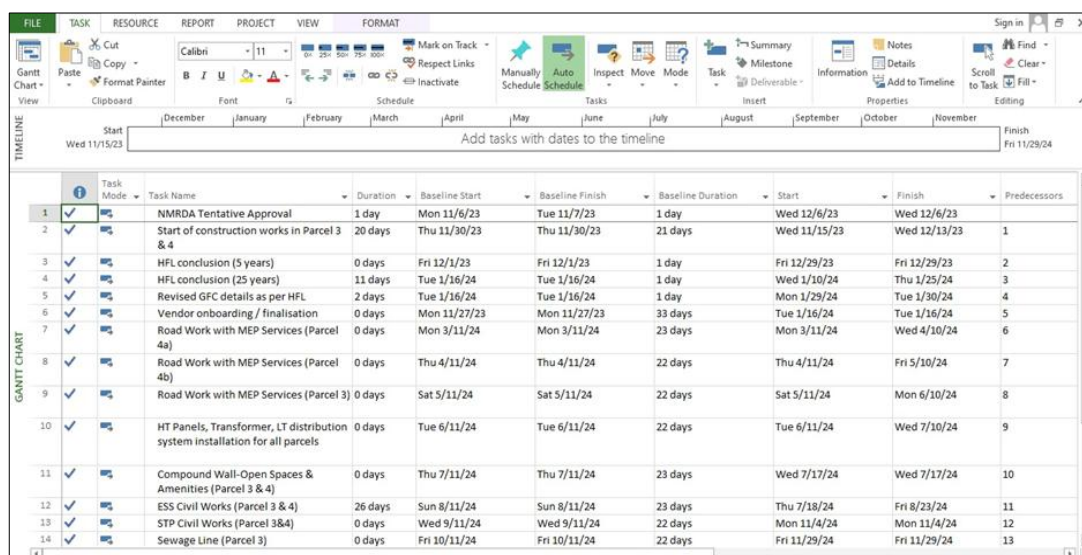 FILE TASK RESOURCE REPORT PROJECT VIEW FORMAT Sign in
Cut
Copy
Format Painter
Paste
Gantt
Chart
View
Clipboard
Calibri 11
B I U A
Font
0% 25% 50% 75% 100%
Mark on Track
Respect Links
Inactivate
Schedule
Manually
Schedule
Auto
Schedule
Inspect Move Mode
Tasks
Task
Summary
Milestone
Deliverable
Insert
Information
Notes
Details
Add to Timeline
Properties
Scroll
to Task
Find
Clear
Fill
Editing
TIMELINE
Start
Wed 11/15/23
December January February March April May June July August September October November
Add tasks with dates to the timeline
Finish
Fri 11/29/24
GANTT CHART
Task Mode Task Name Duration Baseline Start Baseline Finish Baseline Duration Start Finish Predecessors
1 NMRDA Tentative Approval 1 day Mon 11/6/23 Tue 11/7/23 1 day Wed 12/6/23 Wed 12/6/23
2 Start of construction works in Parcel 3 20 days Thu 11/30/23 Thu 11/30/23 21 days Wed 11/15/23 Wed 12/13/23 1
& 4
3 HFL conclusion (5 years) 0 days Fri 12/1/23 Fri 12/1/23 1 day Fri 12/29/23 Fri 12/29/23 2
4 HFL conclusion (25 years) 11 days Tue 1/16/24 Tue 1/16/24 1 day Wed 1/10/24 Thu 1/25/24 3
5 Revised GFC details as per HFL 2 days Tue 1/16/24 Tue 1/16/24 1 day Mon 1/29/24 Tue 1/30/24 4
6 Vendor onboarding / finalisation 0 days Mon 11/27/23 Mon 11/27/23 33 days Tue 1/16/24 Tue 1/16/24 5
7 Road Work with MEP Services (Parcel 0 days Mon 3/11/24 Mon 3/11/24 23 days Mon 3/11/24 Wed 4/10/24 6
4a)
8 Road Work with MEP Services (Parcel 0 days Thu 4/11/24 Thu 4/11/24 22 days Thu 4/11/24 Fri 5/10/24 7
4b)
9 Road Work with MEP Services (Parcel 3) 0 days Sat 5/11/24 Sat 5/11/24 22 days Sat 5/11/24 Mon 6/10/24 8
10 HT Panels, Transformer, LT distribution 0 days Tue 6/11/24 Tue 6/11/24 22 days Tue 6/11/24 Wed 7/10/24 9
system installation for all parcels
11 Compound Wall-Open Spaces & 0 days Thu 7/11/24 Thu 7/11/24 23 days Wed 7/17/24 Wed 7/17/24 10
Amenities (Parcel 3 & 4)
12 ESS Civil Works (Parcel 3 & 4) 26 days Sun 8/11/24 Sun 8/11/24 23 days Thu 7/18/24 Fri 8/23/24 11
13 STP Civil Works (Parcel 3&4) 0 days Wed 9/11/24 Wed 9/11/24 22 days Mon 11/4/24 Mon 11/4/24 12
14 Sewage Line (Parcel 3) 0 days Fri 10/11/24 Fri 10/11/24 22 days Fri 11/29/24 Fri 11/29/24 13